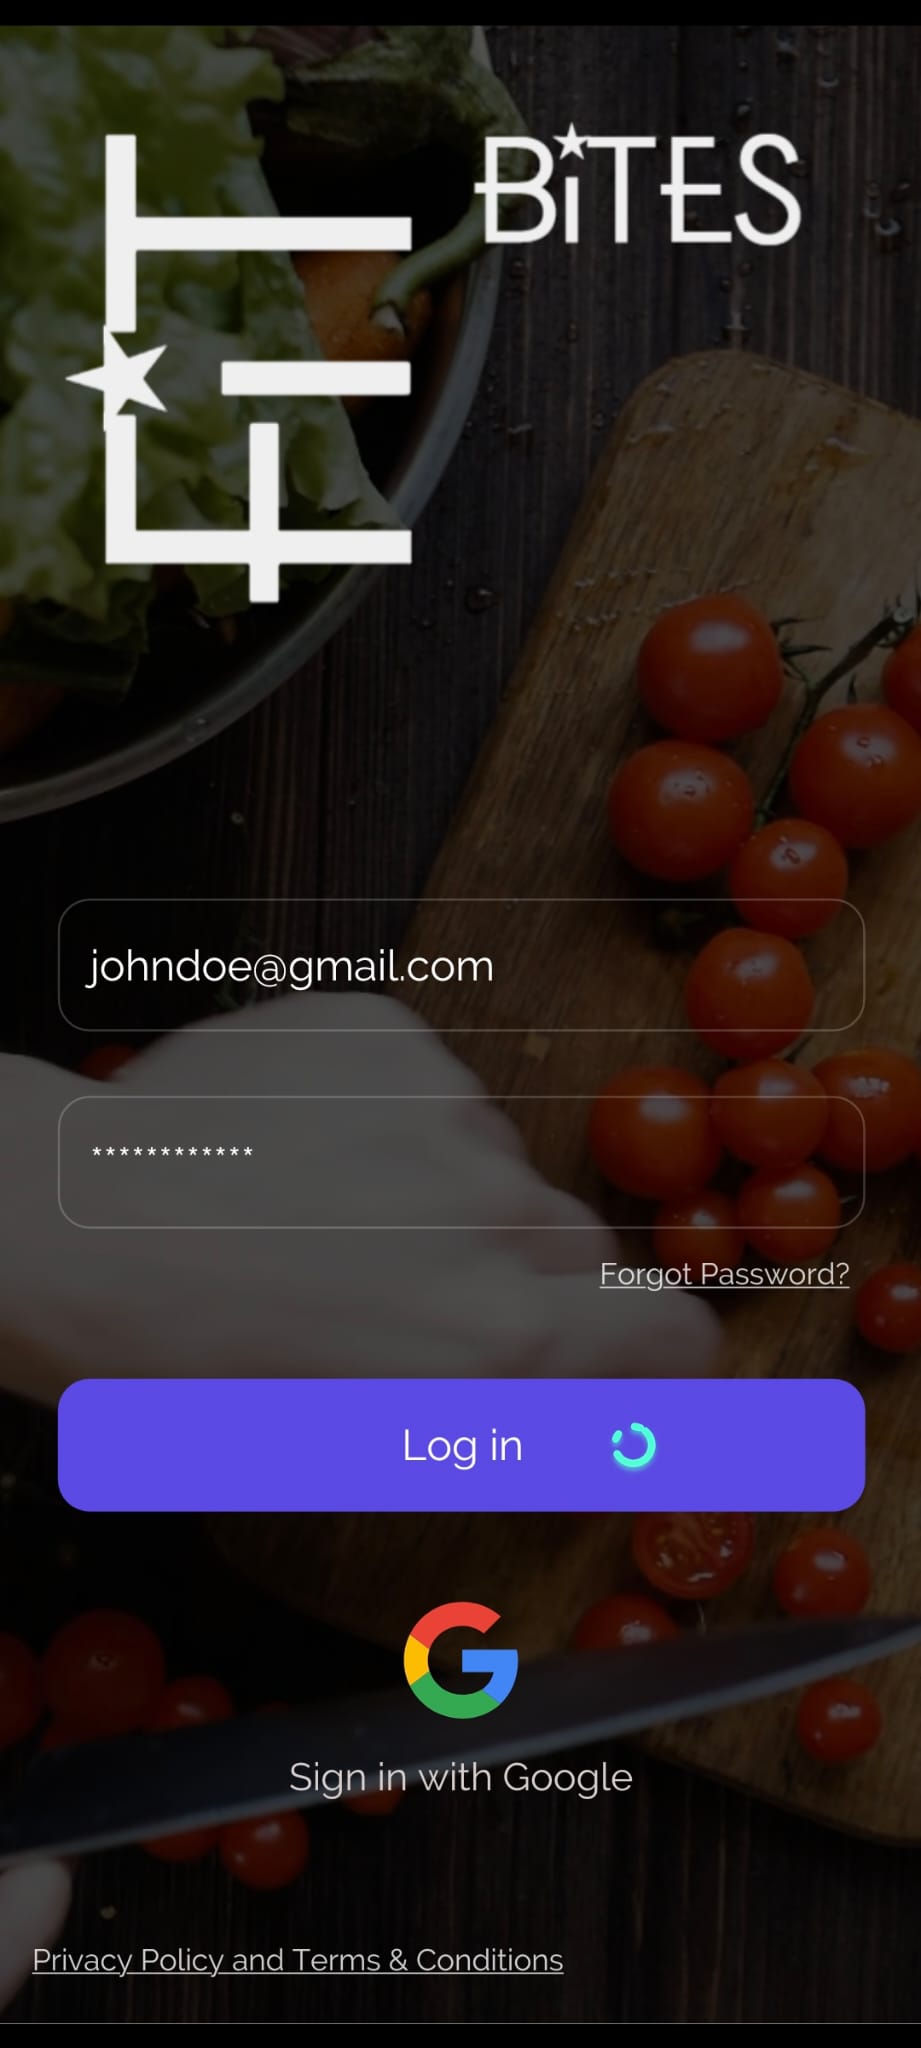 FiT
BiTES
johndoe@gmail.com
************
Forgot Password?
Log in
G
Sign in with Google
Privacy Policy and Terms & Conditions